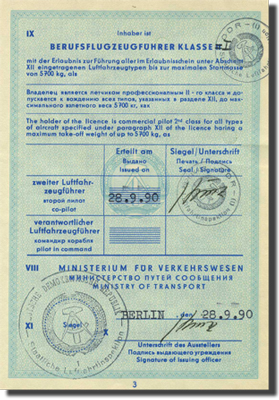 IX Inhaber ist
BERUFSFLUGZEUGFÜHRER KLASSE II
mit der Erlaubnis zur Führung aller im Erlaubnisschein unter Abschnitt
XII eingetragenen Luftfahrzeugtypen bis zur maximalen Startmasse
von 5700 kg, als
Владелец является летчиком профессиональным II - го класса и до-
пускается к вождению всех типов, указанных в разделе XII, до мак-
симального взлетного веса 5700 кг, как
The holder of the licence is commercial pilot 2nd class for all types
of aircraft specified under paragraph XII of the licence having a
maximum take-off weight of up to 5700 kg, as
Erteilt am Siegel/Unterschrift
Выдано Печать/Подпись
Issued on Seal/Signature
zweiter Luftfahr-
zeugführer
второй пилот
co-pilot
28.9.90
verantwortlicher
Luftfahrzeugführer
командир корабля
pilot in command
VIII MINISTERIUM FÜR VERKEHRSWESEN
МИНИСТЕРСТВО ПУТЕЙ СООБЩЕНИЯ
MINISTRY OF TRANSPORT
XI Siegel X
BERLIN, den 28.9.90
Staatliche Luftfahrtinspektion
Unterschrift des Ausstellers
Подпись выдающего учреждения
Signature of issuing officer
3